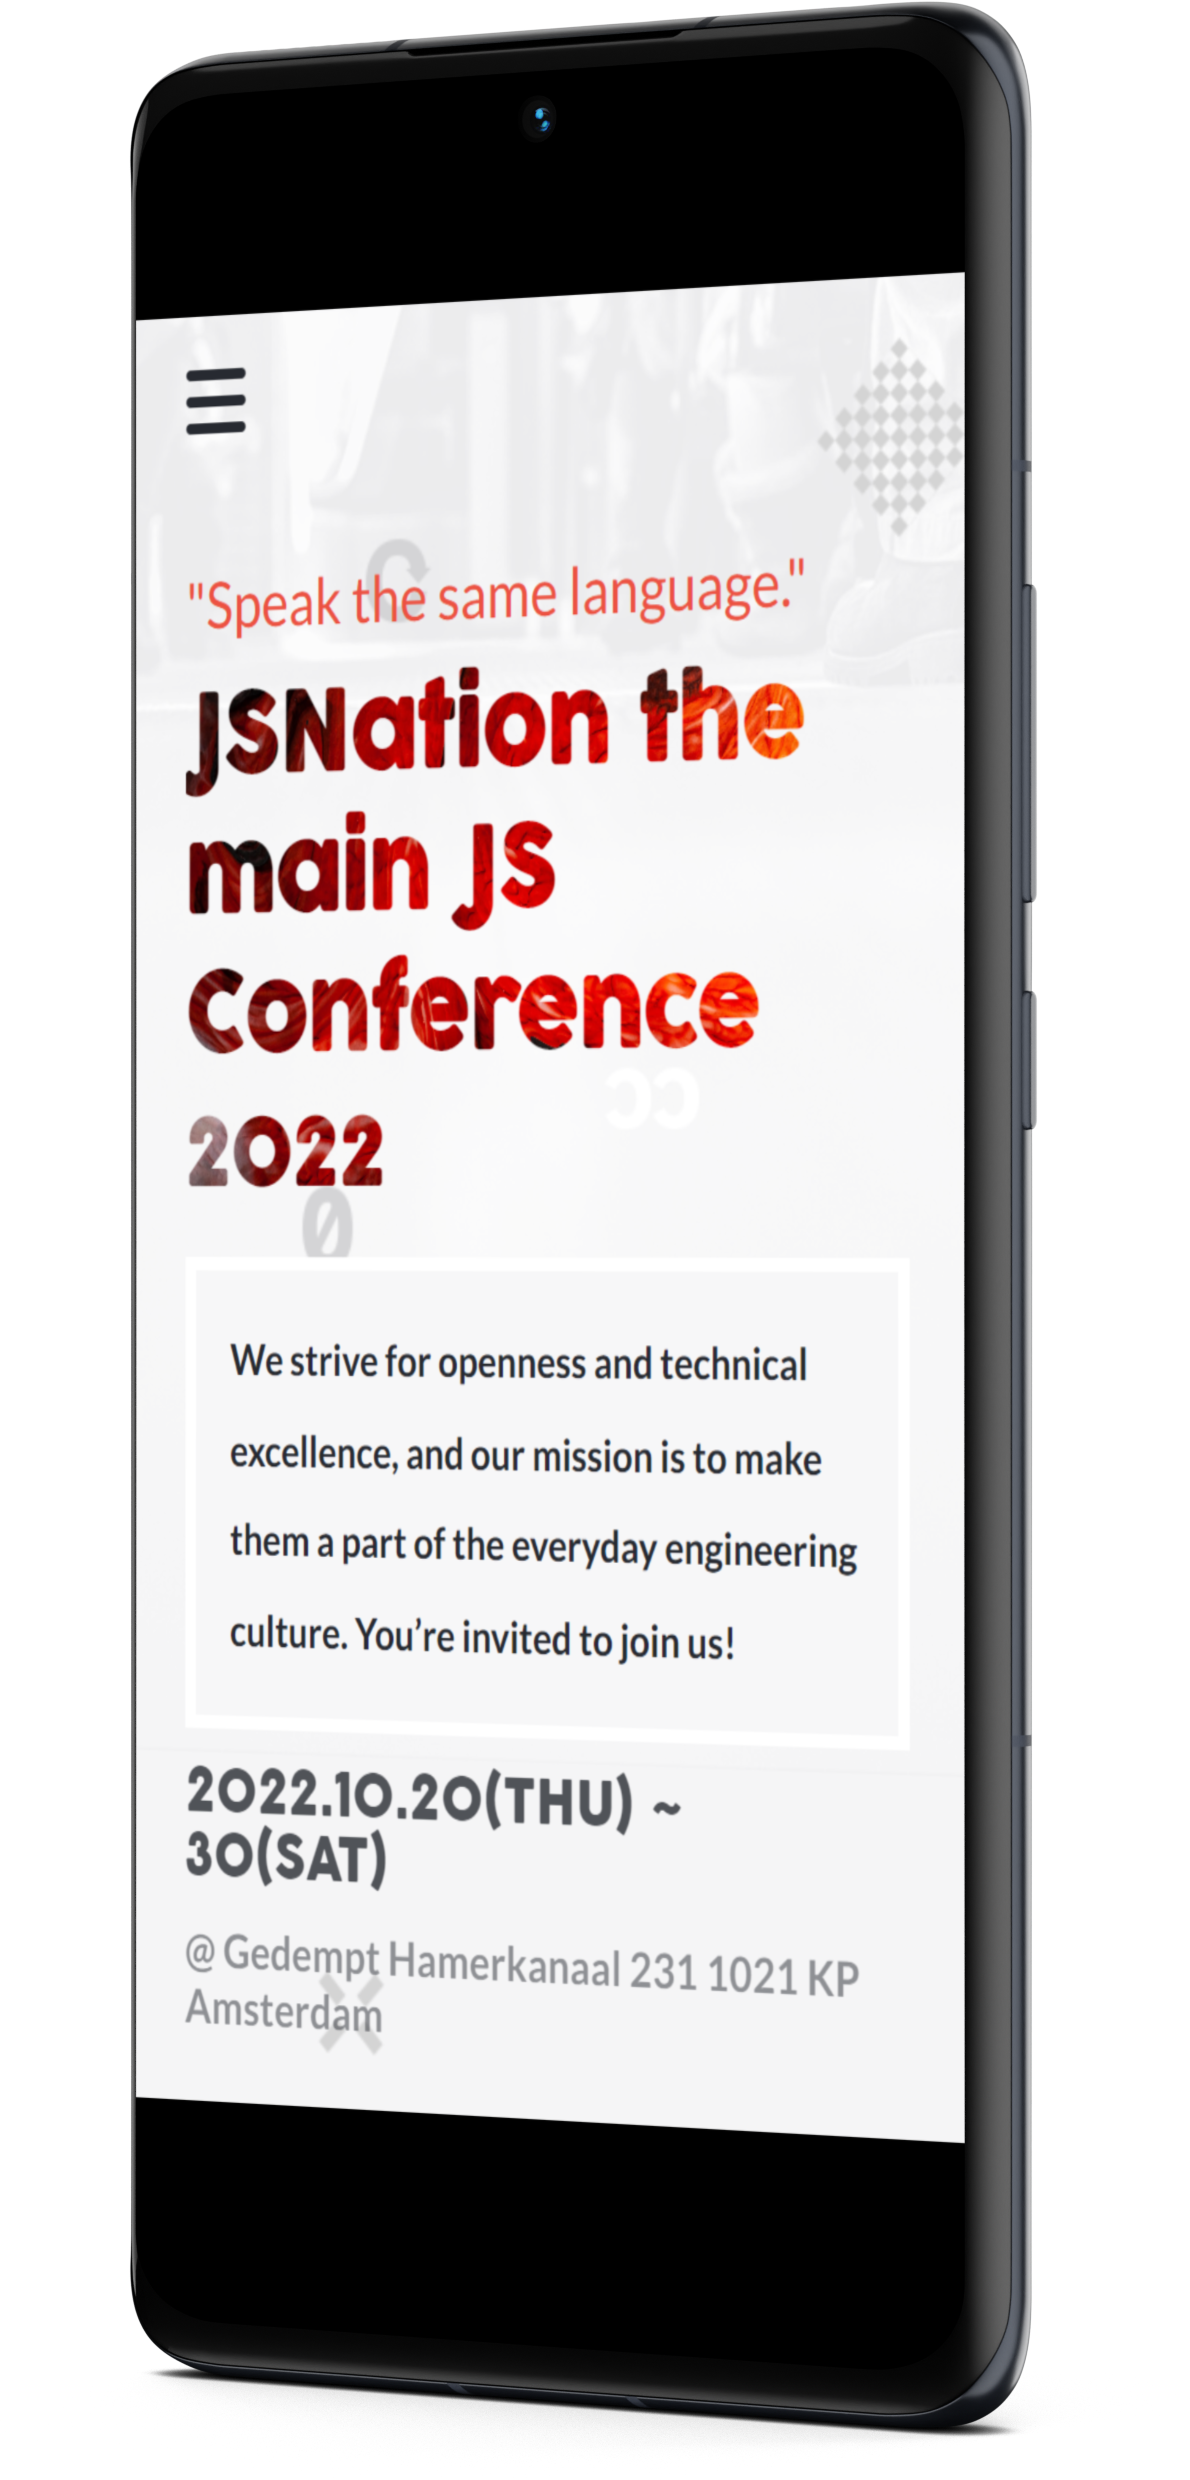 "Speak the same language."
JSNation the
main JS
Conference
2022
We strive for openness and technical
excellence, and our mission is to make
them a part of the everyday engineering
culture. You’re invited to join us!
2022.10.20(THU) ~
30(SAT)
@ Gedempt Hamerkanaal 231 1021 KP
Amsterdam